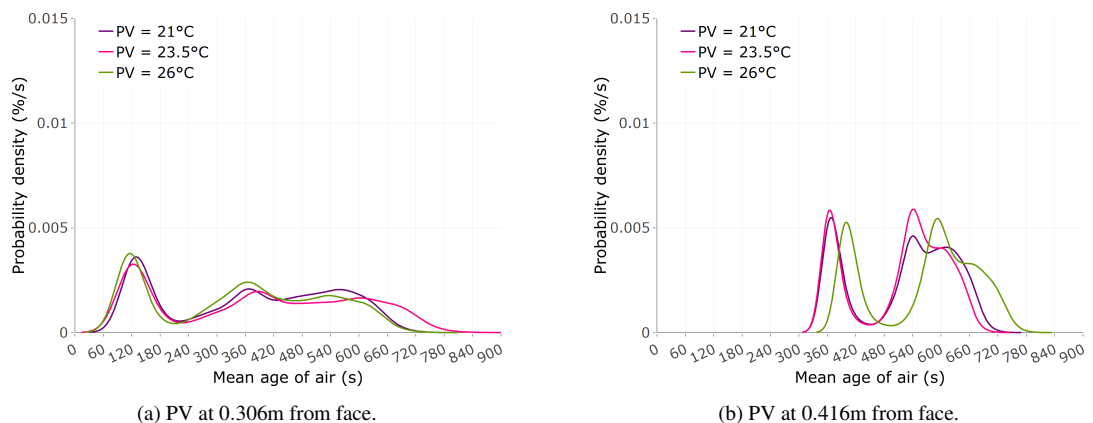 0.015
PV = 21°C
PV = 23.5°C
PV = 26°C
0.01
0.005
0
Probability density (%/s)
0 60 120 180 240 300 360 420 480 540 600 660 720 780 840 900
Mean age of air (s)
(a) PV at 0.306m from face.
0.015
PV = 21°C
PV = 23.5°C
PV = 26°C
0.01
0.005
0
Probability density (%/s)
0 60 120 180 240 300 360 420 480 540 600 660 720 780 840 900
Mean age of air (s)
(b) PV at 0.416m from face.